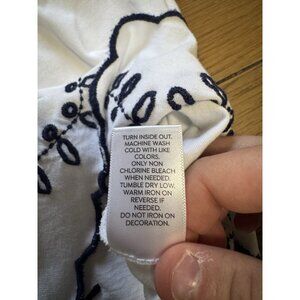 TURN INSIDE OUT.
MACHINE WASH
COLD WITH LIKE
COLORS.
ONLY NON
CHLORINE BLEACH
WHEN NEEDED.
TUMBLE DRY LOW.
WARM IRON ON
REVERSE IF
NEEDED.
DO NOT IRON ON
DECORATION.